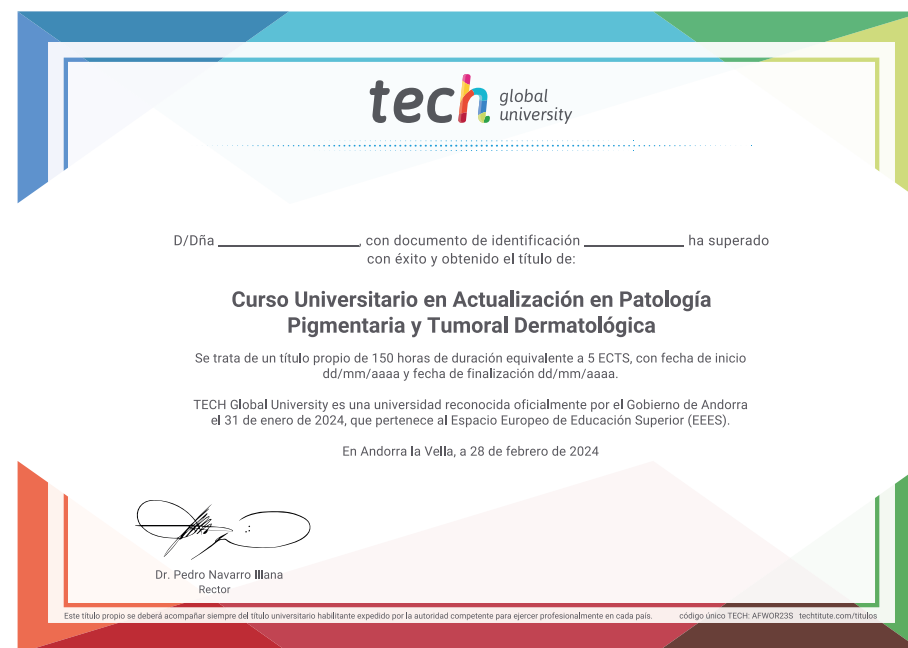 tech global university
D/Dña ____________________, con documento de identificación ______________ ha superado
con éxito y obtenido el título de:
Curso Universitario en Actualización en Patología
Pigmentaria y Tumoral Dermatológica
Se trata de un título propio de 150 horas de duración equivalente a 5 ECTS, con fecha de inicio
dd/mm/aaaa y fecha de finalización dd/mm/aaaa.
TECH Global University es una universidad reconocida oficialmente por el Gobierno de Andorra
el 31 de enero de 2024, que pertenece al Espacio Europeo de Educación Superior (EEES).
En Andorra la Vella, a 28 de febrero de 2024
Dr. Pedro Navarro Illana
Rector
Este título propio se deberá acompañar siempre del título universitario habilitante expedido por la autoridad competente para ejercer profesionalmente en cada país. código único TECH: AFWOR23S techtitute.com/titulos